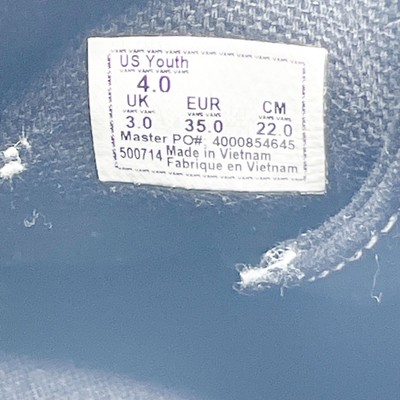 US Youth
4.0
UK EUR CM
3.0 35.0 22.0
Master PO# 4000854645
500714 Made in Vietnam
Fabrique en Vietnam